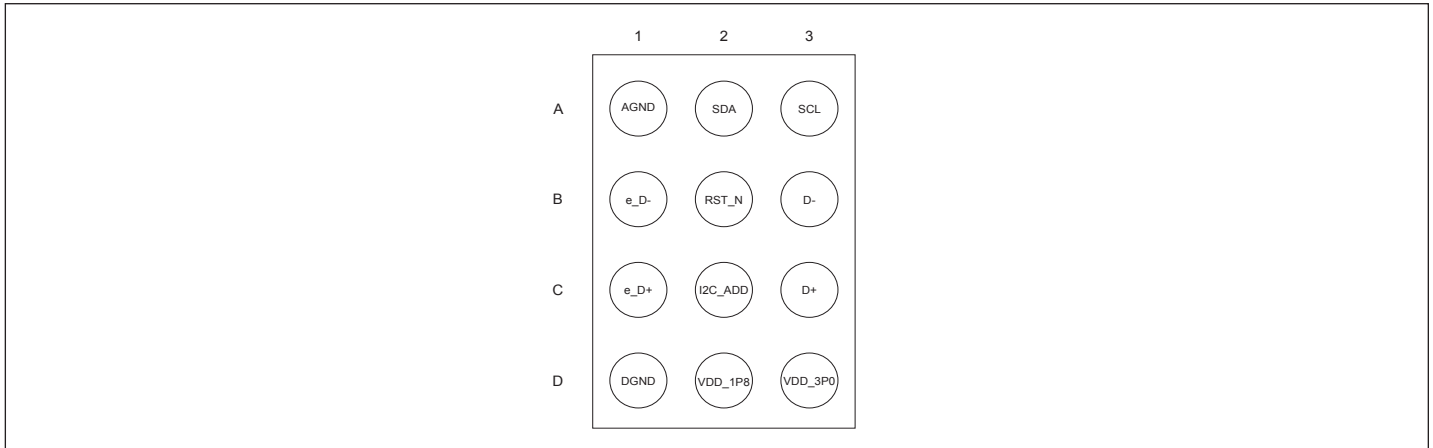 1 2 3
A AGND SDA SCL
B e_D- RST_N D-
C e_D+ I2C_ADD D+
D DGND VDD_1P8 VDD_3P0